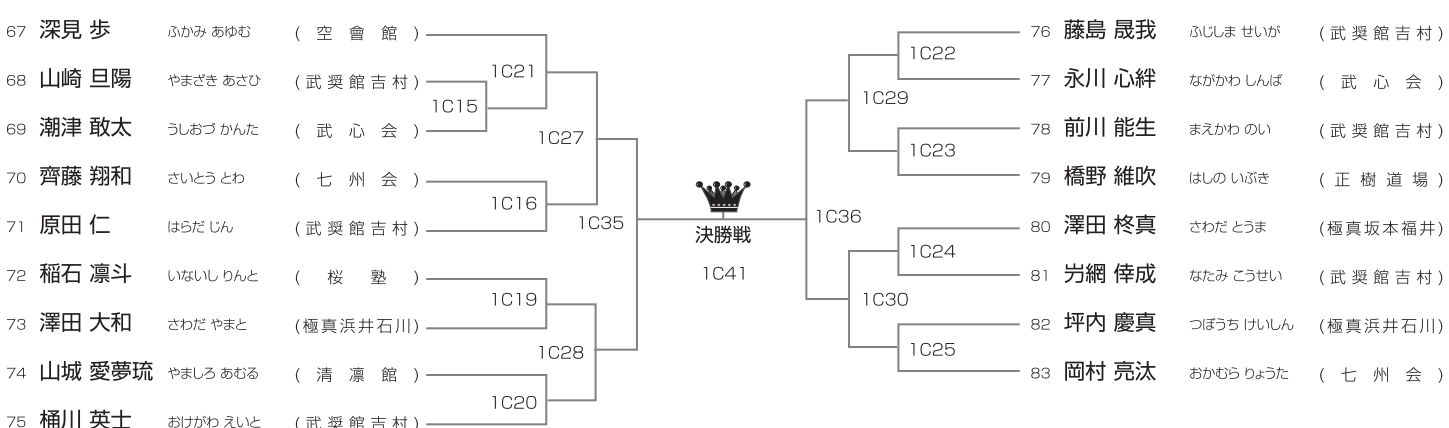 67 深見 歩 ふかみ あゆむ (空會館)
68 山崎 旦陽 やまざき あさひ (武奨館吉村)
69 潮津 敢太 うしおづ かんた (武心会)
70 齊藤 翔和 さいとう とわ (七州会)
71 原田 仁 はらだ じん (武奨館吉村)
72 稲石 凛斗 いないし りんと (桜塾)
73 澤田 大和 さわだ やまと (極真浜井石川)
74 山城 愛夢琉 やましろ あむる (清凛館)
75 桶川 英士 おけがわ えいと (武奨館吉村)
1C15
1C21
1C16
1C27
1C19
1C20
1C28
1C35
決勝戦
1C41
1C36
1C29
1C30
1C22
1C23
1C24
1C25
76 藤島 晟我 ふじしま せいが (武奨館吉村)
77 永川 心絆 ながかわ しんば (武心会)
78 前川 能生 まえかわ のい (武奨館吉村)
79 橋野 維吹 はしの いぶき (正樹道場)
80 澤田 柊真 さわだ とうま (極真坂本福井)
81 網 倖成 なたみ こうせい (武奨館吉村)
82 坪内 慶真 つぼうち けいしん (極真浜井石川)
83 岡村 亮汰 おかむら りょうた (七州会)